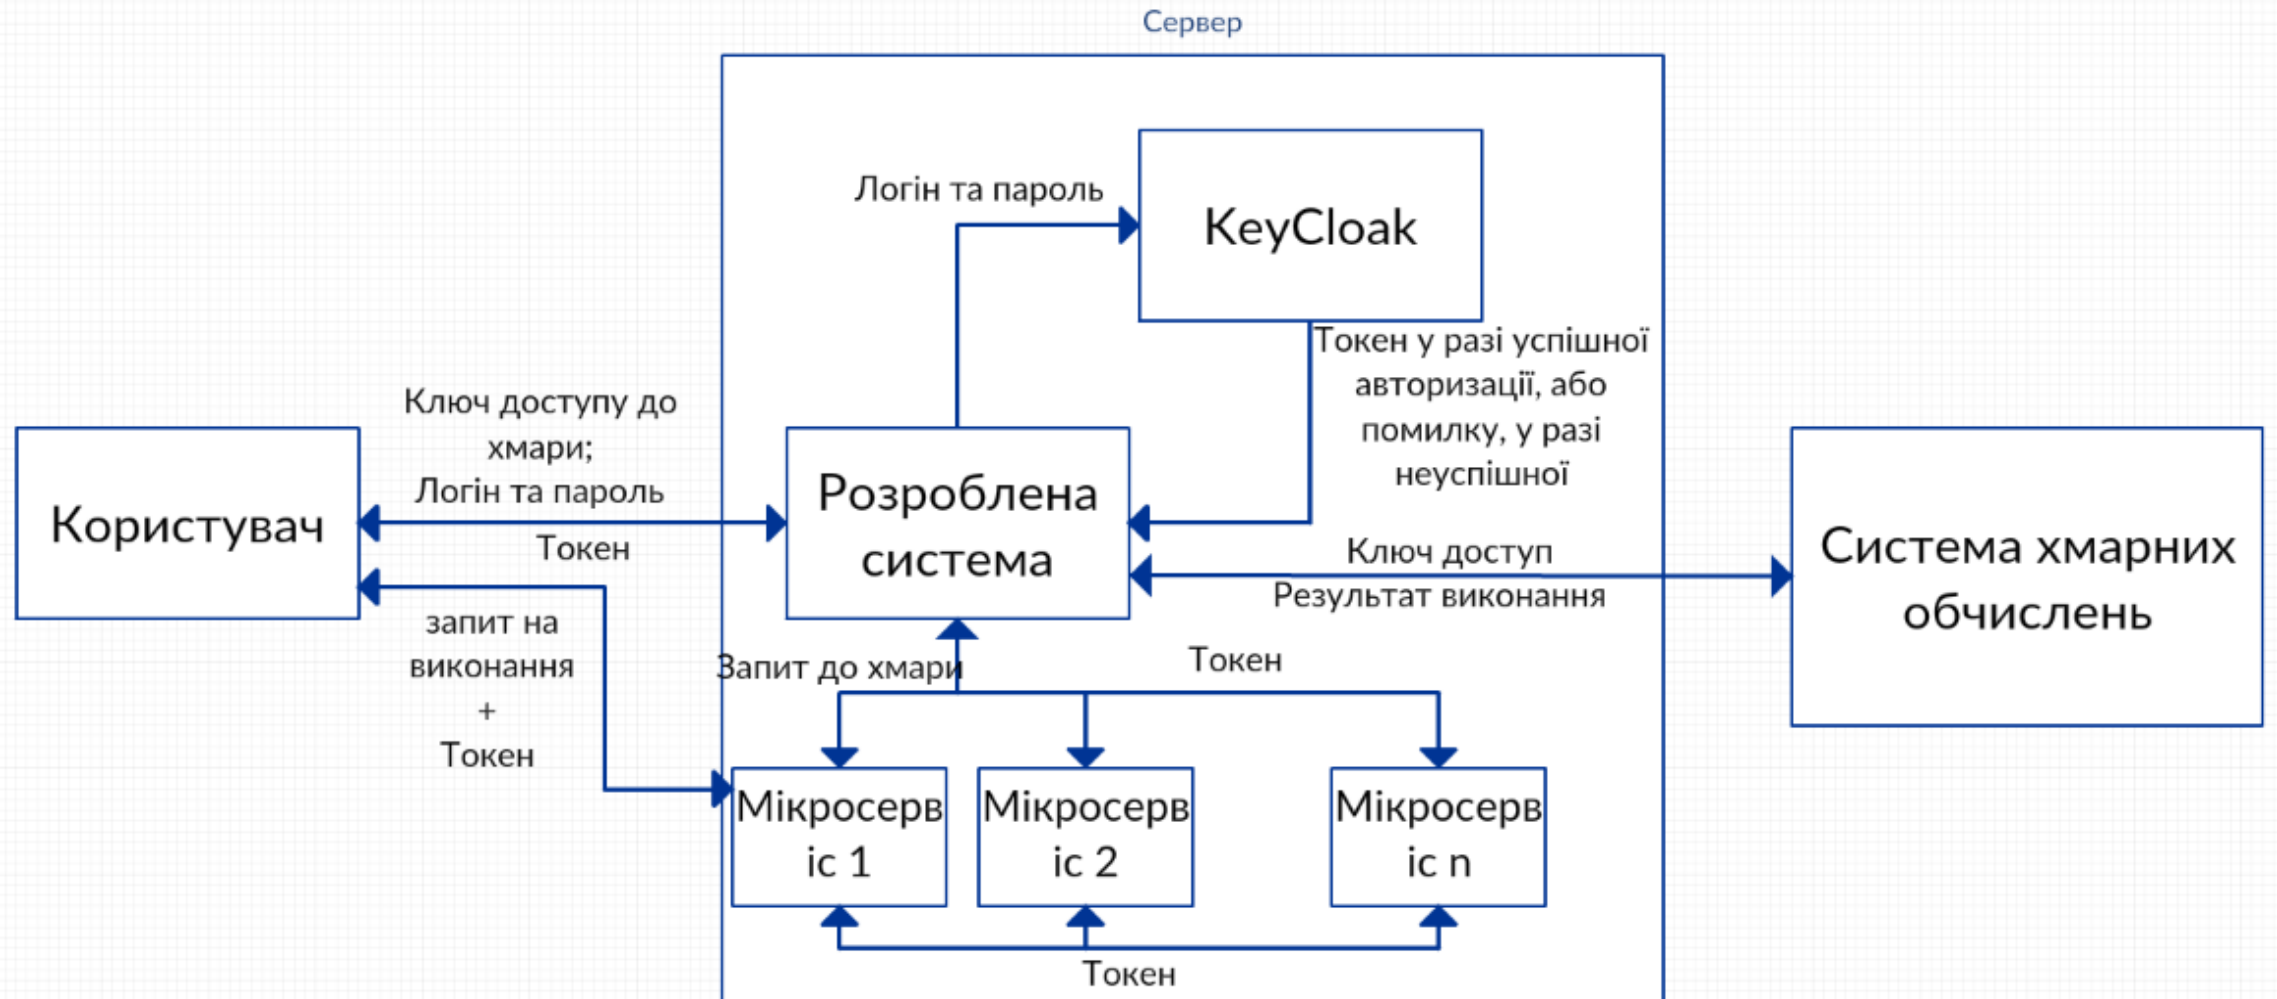 Сервер
Логін та пароль
KeyCloak
Токен у разі успішної
авторизації, або
помилку, у разі
неуспішної
Ключ доступу до
хмари;
Логін та пароль
Токен
Користувач
Розроблена
система
Ключ доступ
Результат виконання
Система хмарних
обчислень
запит на
виконання
+
Токен
Запит до хмари
Токен
Мікросерв
іс 1
Мікросерв
іс 2
Мікросерв
іс n
Токен